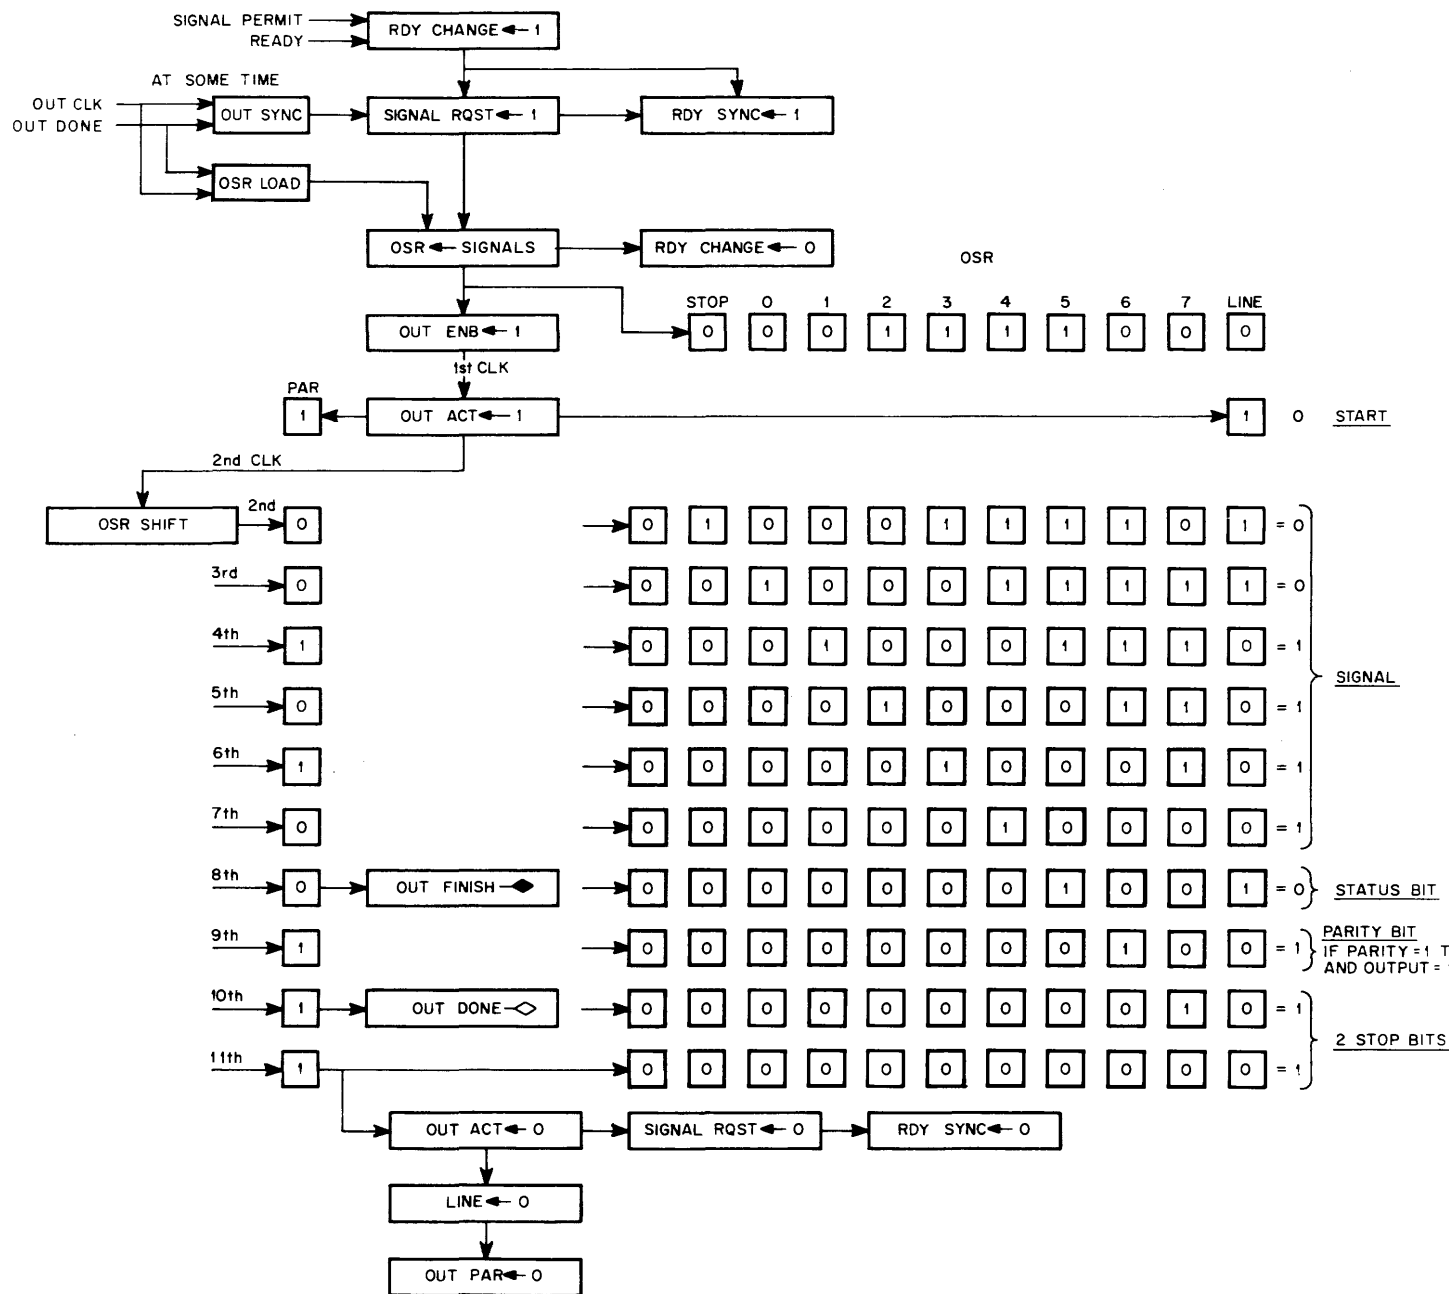 SIGNAL PERMIT
READY
RDY CHANGE ← 1
AT SOME TIME
OUT CLK
OUT DONE
OUT SYNC
SIGNAL RQST ← 1
RDY SYNC ← 1
OSR LOAD
OSR ← SIGNALS
RDY CHANGE ← 0
OSR
STOP 0 1 2 3 4 5 6 7 LINE
OUT ENB ← 1
0 0 0 1 1 1 1 0 0 0
1st CLK
PAR
1
OUT ACT ← 1
1 0 START
2nd CLK
OSR SHIFT
2nd 0 0 1 0 0 0 1 1 1 1 0 1 = 0
3rd 0 0 0 1 0 0 0 1 1 1 1 1 = 0
4th 1 0 0 0 1 0 0 0 1 1 1 0 = 1
SIGNAL
5th 0 0 0 0 0 1 0 0 0 1 1 0 = 1
6th 1 0 0 0 0 0 1 0 0 0 1 0 = 1
7th 0 0 0 0 0 0 0 1 0 0 0 0 = 1
8th 0 OUT FINISH 0 0 0 0 0 0 0 1 0 0 1 = 0 STATUS BIT
9th 1 0 0 0 0 0 0 0 0 1 0 0 = 1
PARITY BIT
IF PARITY = 1 T
AND OUTPUT =
10th 1 OUT DONE 0 0 0 0 0 0 0 0 0 1 0 = 1
2 STOP BITS
11th 1 0 0 0 0 0 0 0 0 0 0 0 = 1
OUT ACT ← 0
SIGNAL RQST ← 0
RDY SYNC ← 0
LINE ← 0
OUT PAR ← 0